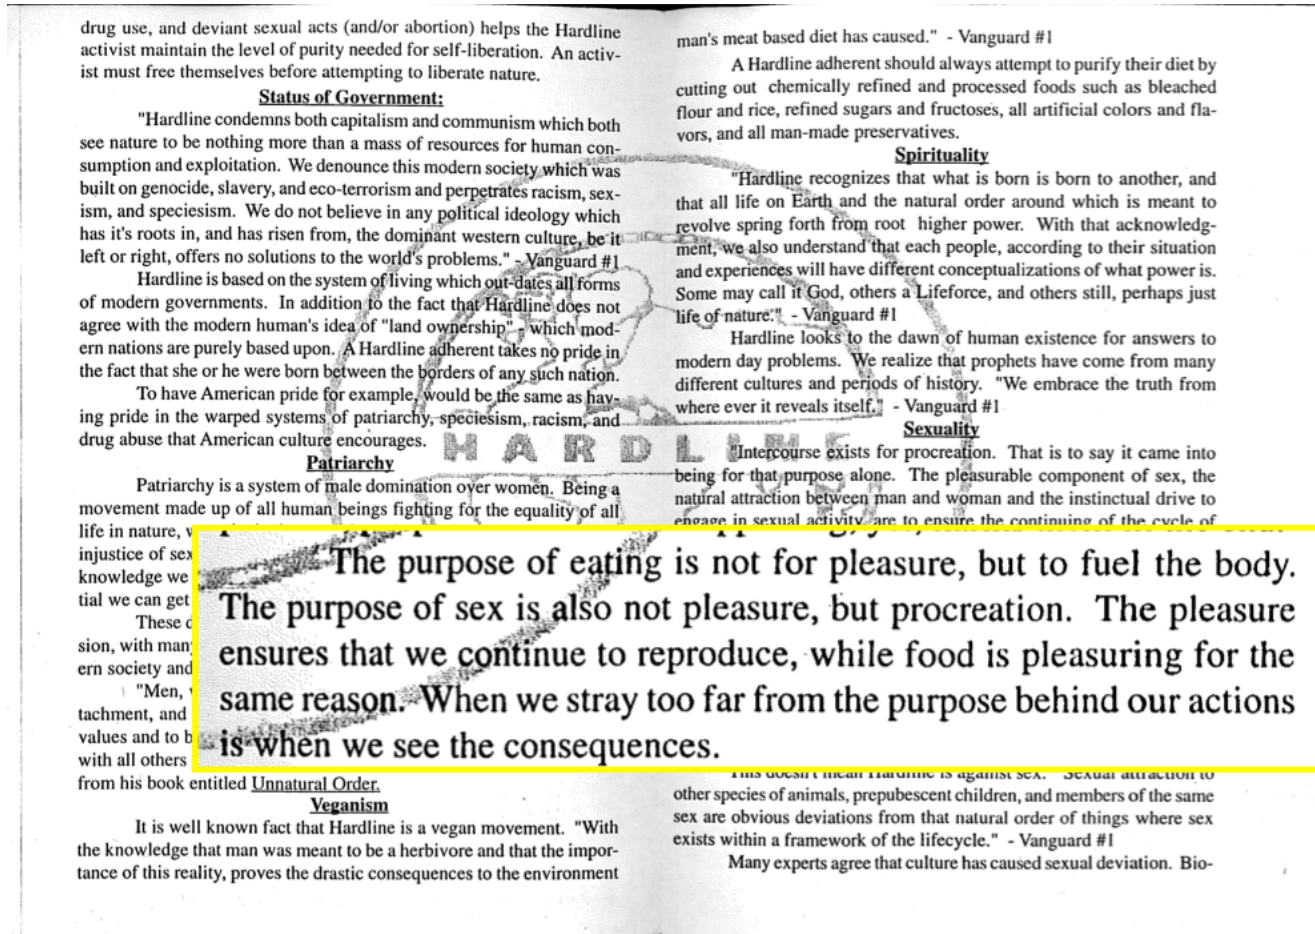 drug use, and deviant sexual acts (and/or abortion) helps the Hardline
activist maintain the level of purity needed for self-liberation. An activ-
ist must free themselves before attempting to liberate nature.
Status of Government:
"Hardline condemns both capitalism and communism which both
see nature to be nothing more than a mass of resources for human con-
sumption and exploitation. We denounce this modern society which was
built on genocide, slavery, and eco-terrorism and perpetrates racism, sex-
ism, and speciesism. We do not believe in any political ideology which
has it's roots in, and has risen from, the dominant western culture, be it
left or right, offers no solutions to the world's problems." - Vanguard #1
Hardline is based on the system of living which out-dates all forms
of modern governments. In addition to the fact that Hardline does not
agree with the modern human's idea of "land ownership" - which mod-
ern nations are purely based upon. A Hardline adherent takes no pride in
the fact that she or he were born between the borders of any such nation.
To have American pride for example, would be the same as hav-
ing pride in the warped systems of patriarchy, speciesism, racism, and
drug abuse that American culture encourages.
Patriarchy
Patriarchy is a system of male domination over women. Being a
movement made up of all human beings fighting for the equality of all
life in nature,
injustice of sex
knowledge we
tial we can get
These
sion, with man
ern society and
"Men,
tachment, and
values and to b
with all others
from his book entitled Unnatural Order.
Veganism
It is well known fact that Hardline is a vegan movement. "With
the knowledge that man was meant to be a herbivore and that the impor-
tance of this reality, proves the drastic consequences to the environment
man's meat based diet has caused." - Vanguard #1
A Hardline adherent should always attempt to purify their diet by
cutting out chemically refined and processed foods such as bleached
flour and rice, refined sugars and fructoses, all artificial colors and fla-
vors, and all man-made preservatives.
Spirituality
"Hardline recognizes that what is born is born to another, and
that all life on Earth and the natural order around which is meant to
revolve spring forth from root higher power. With that acknowledg-
ment, we also understand that each people, according to their situation
and experiences will have different conceptualizations of what power is.
Some may call it God, others a Lifeforce, and others still, perhaps just
life of nature." - Vanguard #1
Hardline looks to the dawn of human existence for answers to
modern day problems. We realize that prophets have come from many
different cultures and periods of history. "We embrace the truth from
where ever it reveals itself." - Vanguard #1
Sexuality
"Intercourse exists for procreation. That is to say it came into
being for that purpose alone. The pleasurable component of sex, the
natural attraction between man and woman and the instinctual drive to
engage in sexual activity, are to ensure the continuing of the cycle of
The purpose of eating is not for pleasure, but to fuel the body.
The purpose of sex is also not pleasure, but procreation. The pleasure
ensures that we continue to reproduce, while food is pleasuring for the
same reason. When we stray too far from the purpose behind our actions
is when we see the consequences.
This doesn't mean Hardline is against sex. Sexual attraction to
other species of animals, prepubescent children, and members of the same
sex are obvious deviations from that natural order of things where sex
exists within a framework of the lifecycle." - Vanguard #1
Many experts agree that culture has caused sexual deviation. Bio-
HARDLINE